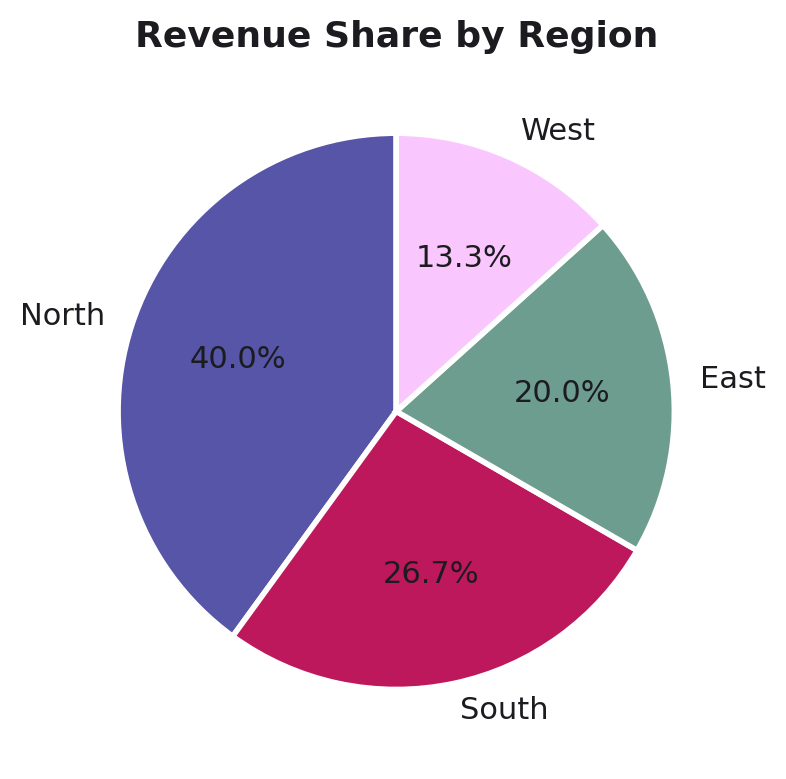 Revenue Share by Region
West
13.3%
North
40.0%
East
20.0%
26.7%
South